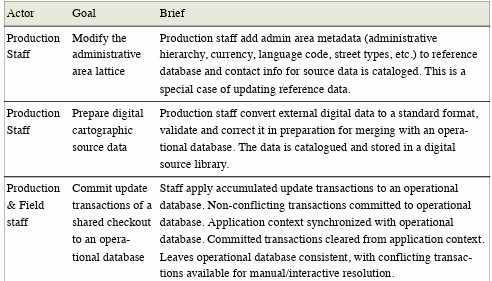 Actor Goal Brief
Production Staff
Modify the administrative area lattice
Production staff add admin area metadata (administrative
hierarchy, currency, language code, street types, etc.) to reference
database and contact info for source data is cataloged. This is a
special case of updating reference data.
Production Staff
Prepare digital cartographic source data
Production staff convert external digital data to a standard format,
validate and correct it in preparation for merging with an opera-
tional database. The data is catalogued and stored in a digital
source library.
Production & Field staff
Commit update transactions of a shared checkout to an opera- tional database
Staff apply accumulated update transactions to an operational
database. Non-conflicting transactions committed to operational
database. Application context synchronized with operational
database. Committed transactions cleared from application context.
Leaves operational database consistent, with conflicting transac-
tions available for manual/interactive resolution.